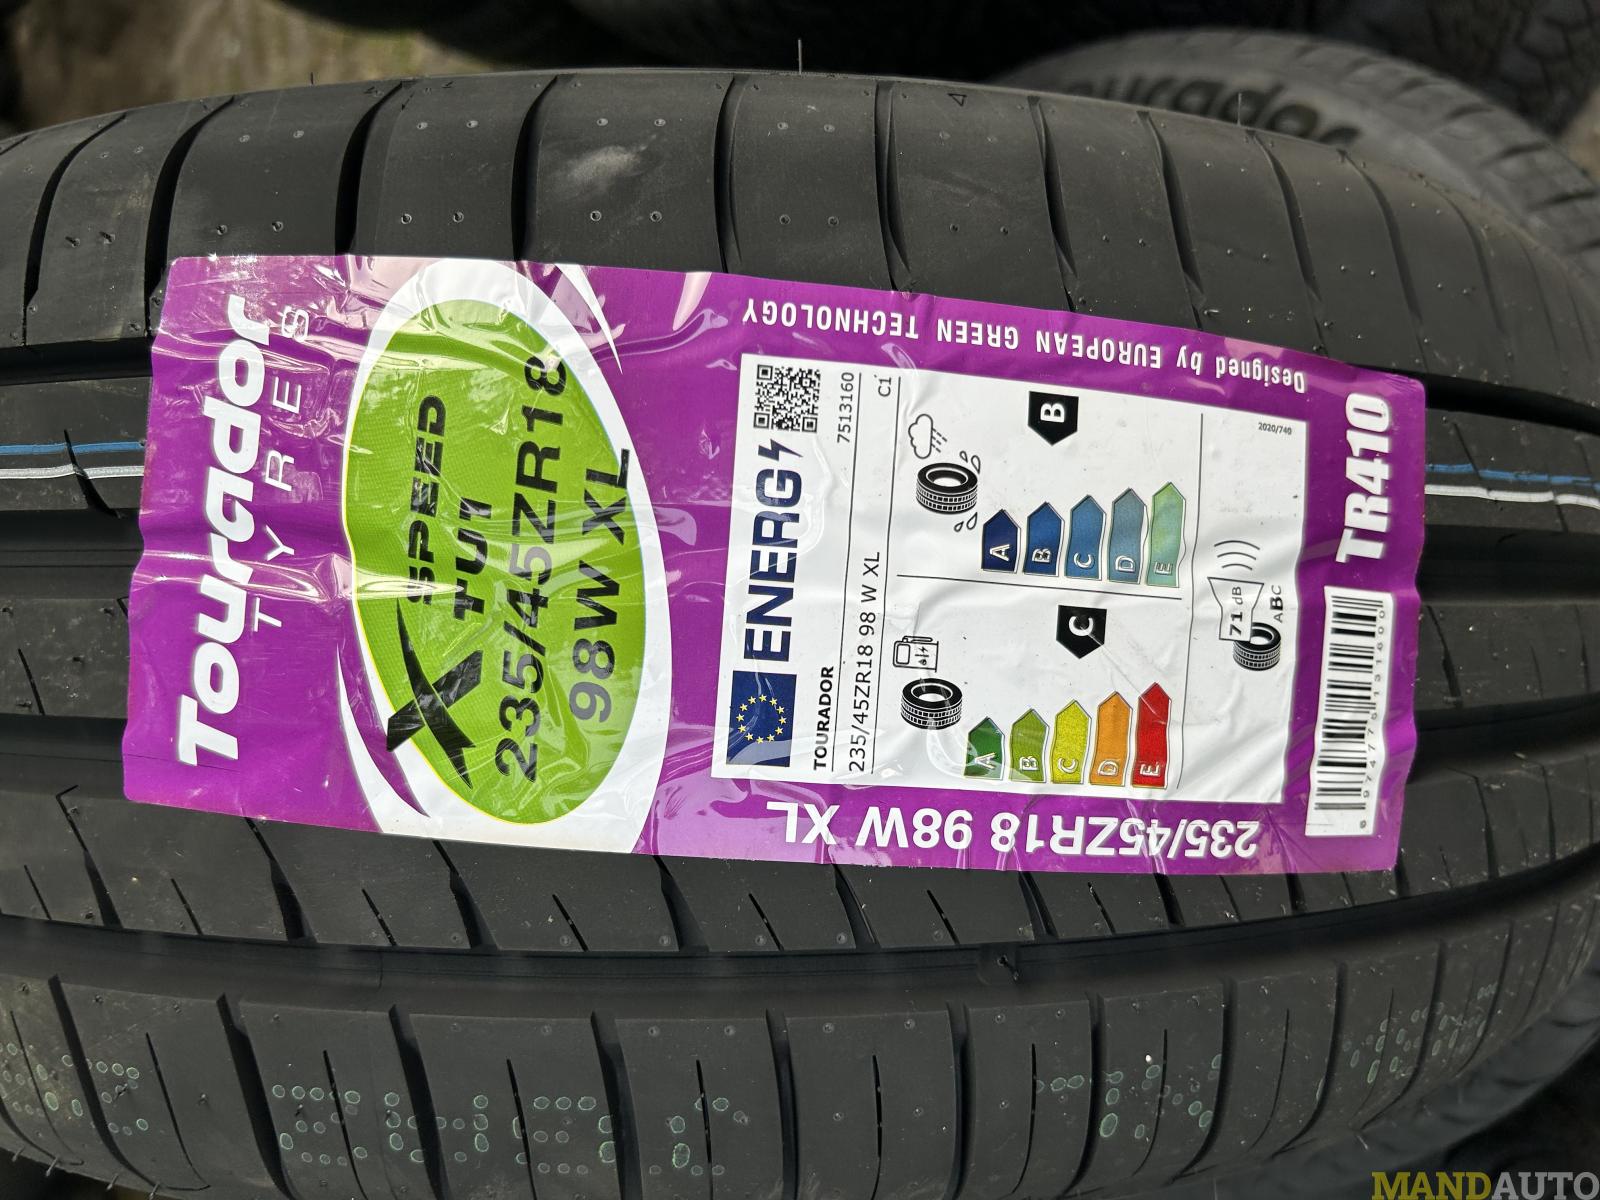 Tourador
TYRES
X SPEED
TU1
235/45ZR18
98W XL
Designed by EUROPEAN GREEN TECHNOLOGY
ENERG
TOURADOR
7513160
235/45ZR18 98 W XL
C1
B
A
B
C
D
E
C
A
B
C
D
E
2020/740
71 dB
ABC
235/45ZR18 98W XL
TR410
MANDAUTO